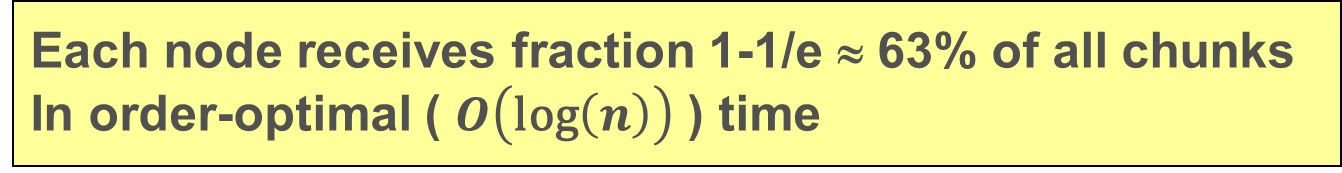 Each node receives fraction 1-1/e ≈ 63% of all chunks
In order-optimal ( O(log(n)) ) time